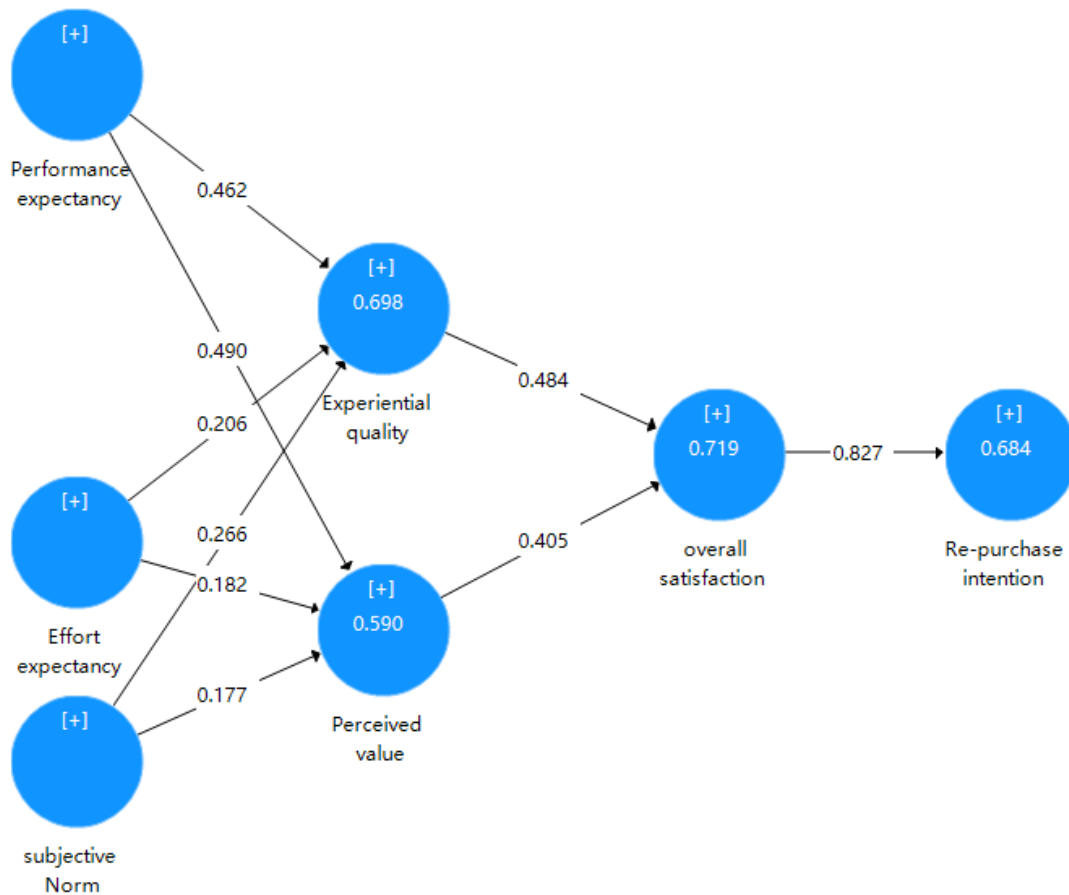 [+]
Performance
expectancy
0.462
[+]
0.698
Experiential
quality
0.490
0.206
0.484
[+]
0.719
overall
satisfaction
0.827
[+]
0.684
Re-purchase
intention
[+]
Effort
expectancy
0.266
0.182
0.405
[+]
0.590
Perceived
value
0.177
[+]
subjective
Norm